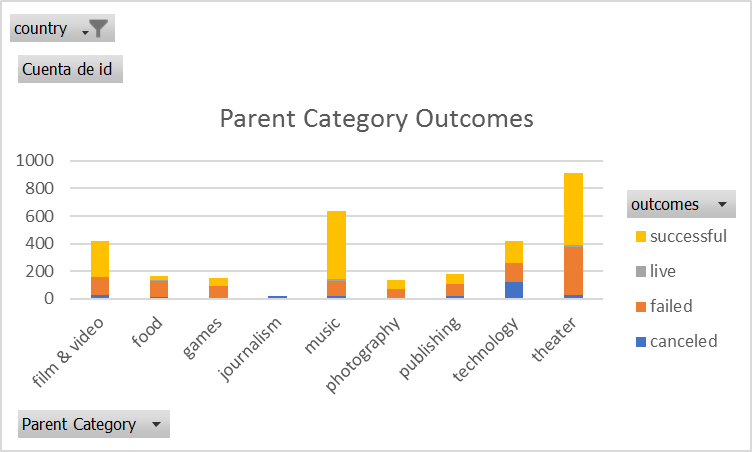 country
Cuenta de id
Parent Category Outcomes
1000
800
600
400
200
0
film & video
food
games
journalism
music
photography
publishing
technology
theater
outcomes
successful
live
failed
canceled
Parent Category